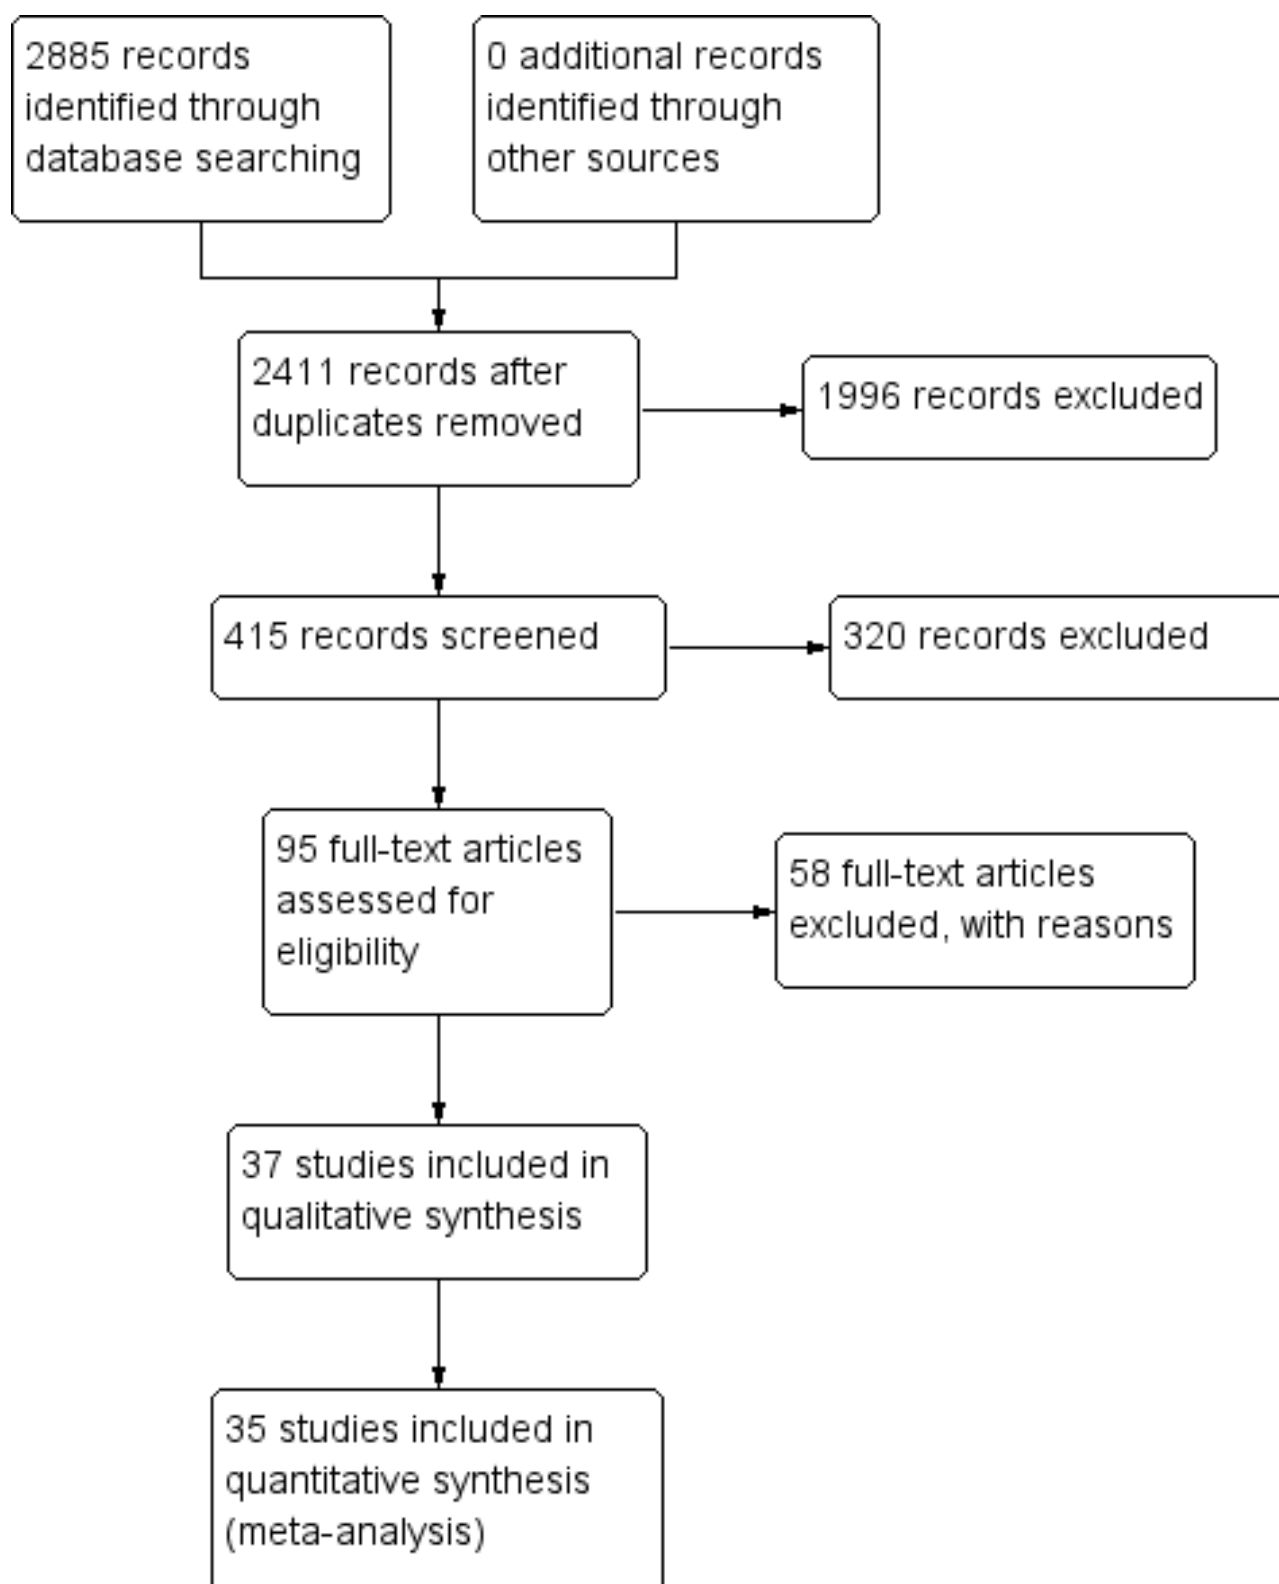 2885 records
identified through
database searching
0 additional records
identified through
other sources
2411 records after
duplicates removed
1996 records excluded
415 records screened
320 records excluded
95 full-text articles
assessed for
eligibility
58 full-text articles
excluded, with reasons
37 studies included in
qualitative synthesis
35 studies included in
quantitative synthesis
(meta-analysis)